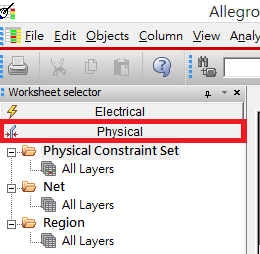 Allegro
File Edit Objects Column View Analy
Worksheet selector
Electrical
Physical
Physical Constraint Set
All Layers
Net
All Layers
Region
All Layers